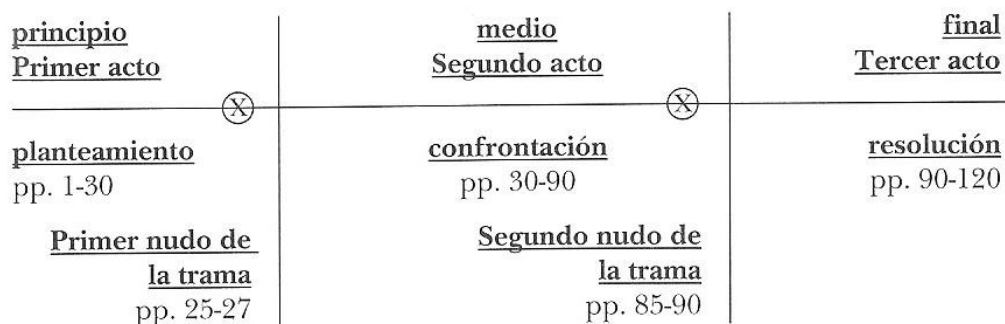 principio
Primer acto
medio
Segundo acto
final
Tercer acto
X
X
planteamiento
pp. 1-30
confrontación
pp. 30-90
resolución
pp. 90-120
Primer nudo de
la trama
pp. 25-27
Segundo nudo de
la trama
pp. 85-90